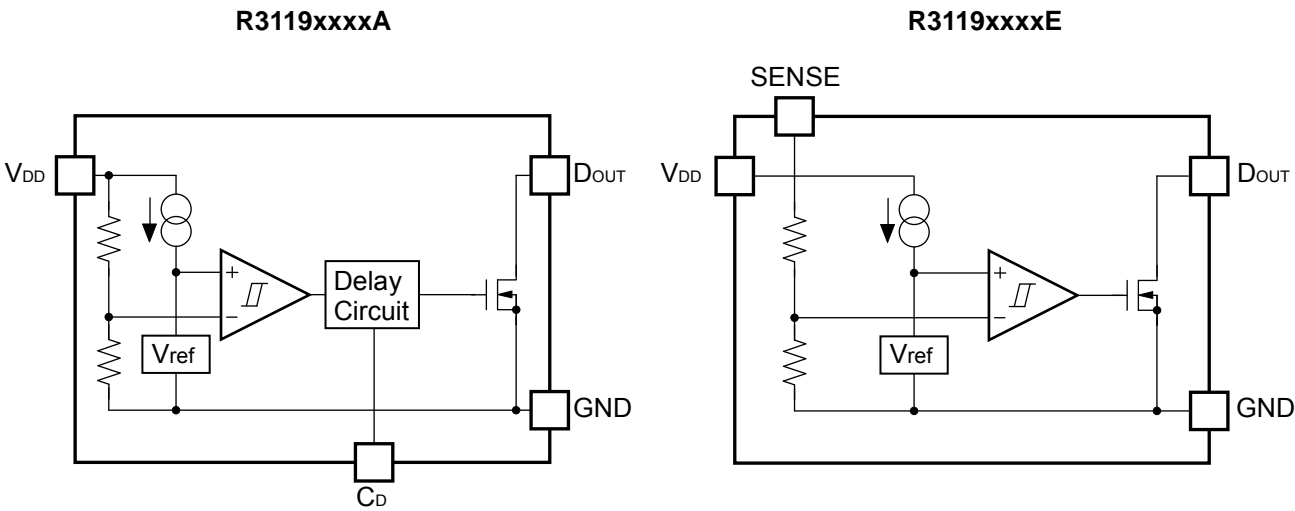 R3119xxxxA
VDD
DOUT
+
Delay
Circuit
−
Vref
GND
CD
R3119xxxxE
SENSE
VDD
DOUT
+
−
Vref
GND